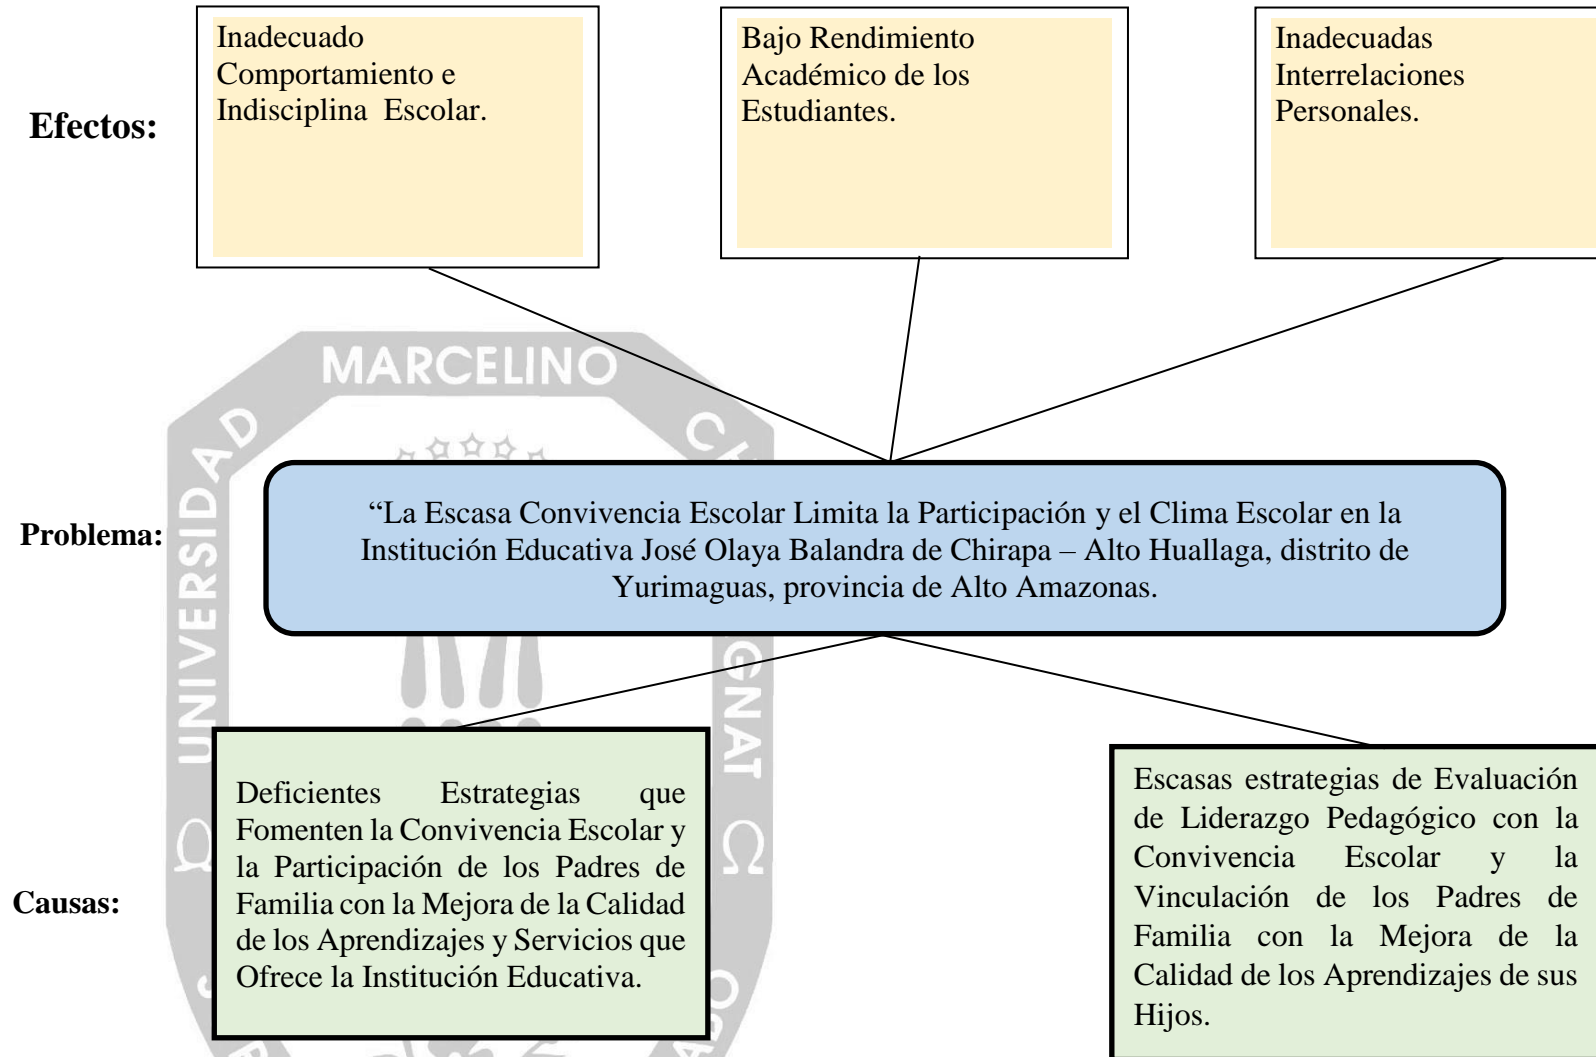 Efectos:
Inadecuado
Comportamiento e
Indisciplina Escolar.
Bajo Rendimiento
Académico de los
Estudiantes.
Inadecuadas
Interrelaciones
Personales.
MARCELINO
UNIVERSIDAD
Problema:
“La Escasa Convivencia Escolar Limita la Participación y el Clima Escolar en la
Institución Educativa José Olaya Balandra de Chirapa – Alto Huallaga, distrito de
Yurimaguas, provincia de Alto Amazonas.
GNAT
Ω
Ω
Causas:
Deficientes Estrategias que
Fomenten la Convivencia Escolar y
la Participación de los Padres de
Familia con la Mejora de la Calidad
de los Aprendizajes y Servicios que
Ofrece la Institución Educativa.
Escasas estrategias de Evaluación
de Liderazgo Pedagógico con la
Convivencia Escolar y la
Vinculación de los Padres de
Familia con la Mejora de la
Calidad de los Aprendizajes de sus
Hijos.